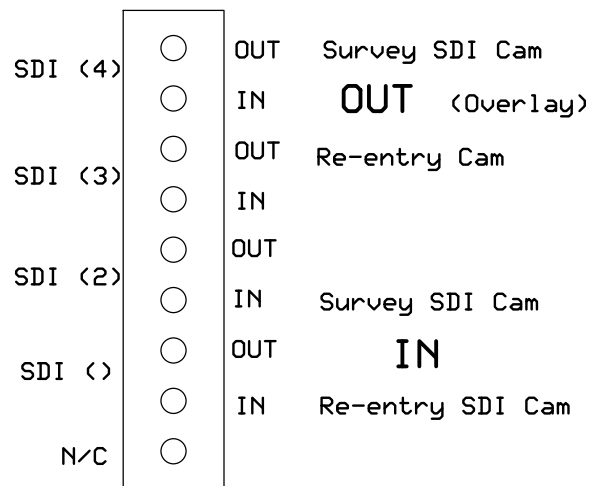 OUT Survey SDI Cam
SDI (4)
IN OUT (Overlay)
OUT Re-entry Cam
SDI (3)
IN
OUT
SDI (2)
IN Survey SDI Cam
OUT IN
SDI ()
IN Re-entry SDI Cam
N/C